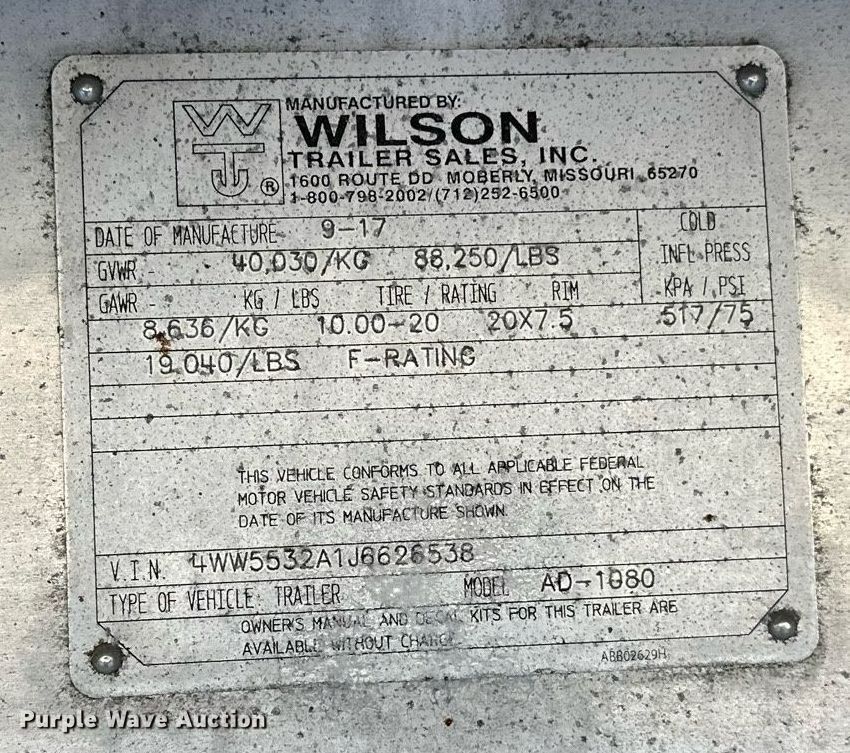 MANUFACTURED BY:
WILSON
TRAILER SALES, INC.
1600 ROUTE DD MOBERLY, MISSOURI 65270
1-800-798-2002/(712)252-6500
WTJ ®
DATE OF MANUFACTURE- 9-17
COLD
INFL PRESS
KPA / PSI
GVWR - 40,030/KG 88,250/LBS
GAWR - KG / LBS TIRE / RATING RIM
8,636/KG 10.00-20 20X7.5 517/75
19,040/LBS F-RATING
THIS VEHICLE CONFORMS TO ALL APPLICABLE FEDERAL
MOTOR VEHICLE SAFETY STANDARDS IN EFFECT ON THE
DATE OF ITS MANUFACTURE SHOWN.
V.I.N. 4WW5532A1J6626538
TYPE OF VEHICLE: TRAILER MODEL AD-1080
OWNER'S MANUAL AND DECAL KITS FOR THIS TRAILER ARE
AVAILABLE WITHOUT CHARGE
ABB02629H
Purple Wave Auction